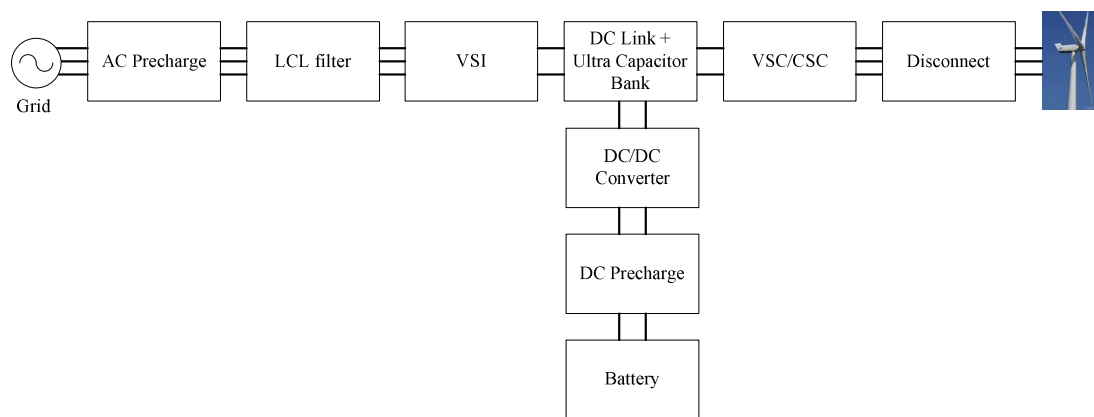 AC Precharge
LCL filter
VSI
DC Link +
Ultra Capacitor
Bank
VSC/CSC
Disconnect
Grid
DC/DC
Converter
DC Precharge
Battery